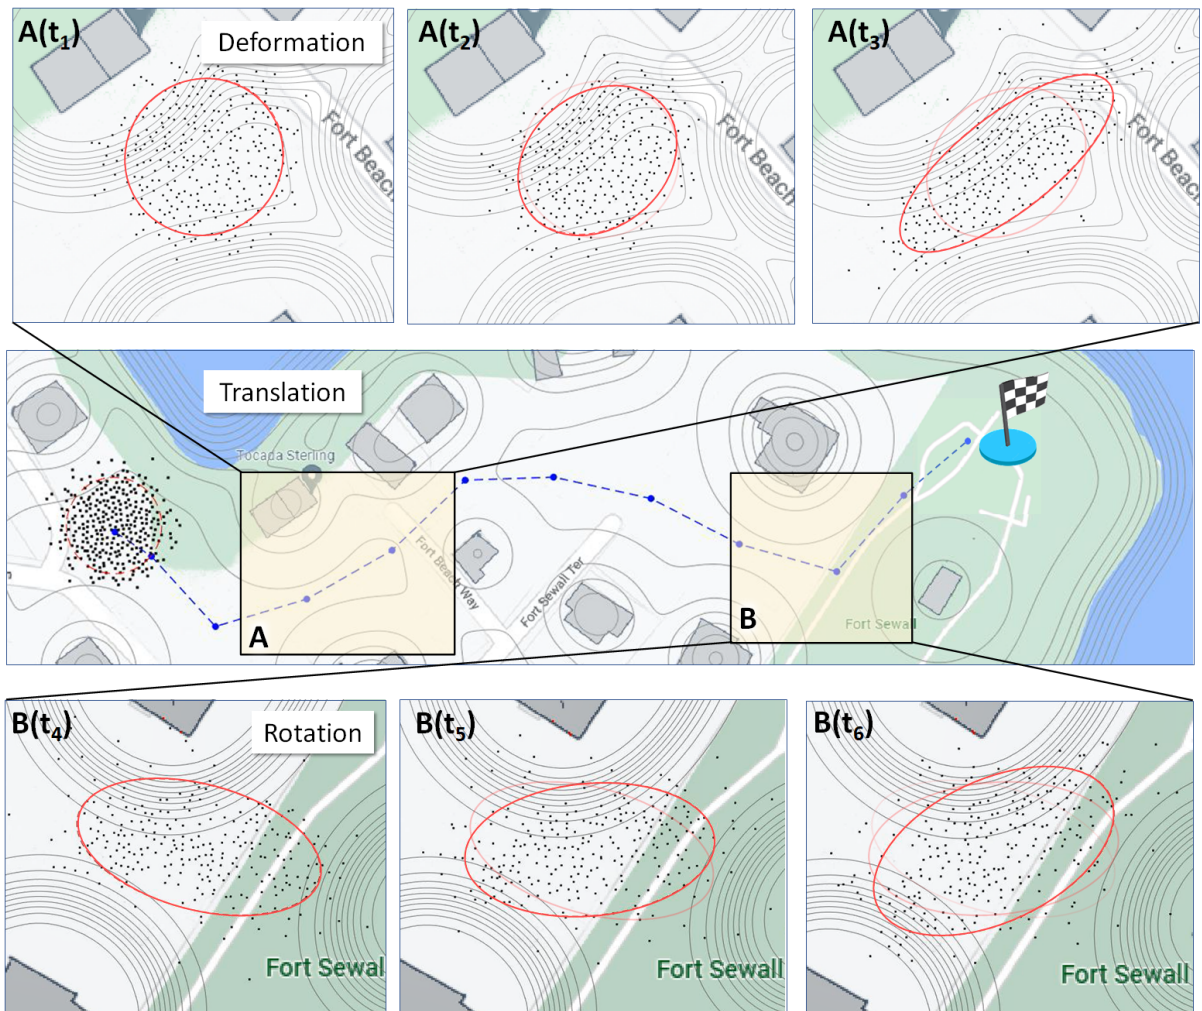 A(t₁)
Deformation
Fort Beach
A(t₂)
Fort Beach
A(t₃)
Fort Beach
Translation
Tocada Sterling
Fort Beach Way
Fort Sewall Ter
Fort Sewall
A
B
B(t₄)
Rotation
Fort Sewal
B(t₅)
Fort Sewall
B(t₆)
Fort Sewall